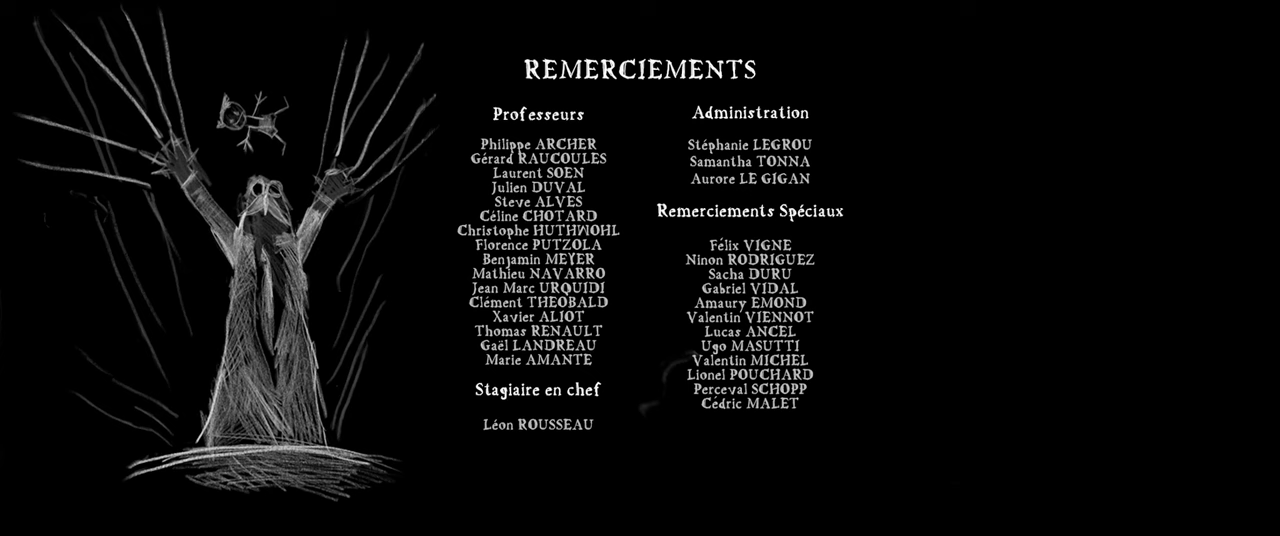 REMERCIEMENTS
Professeurs
Philippe ARCHER
Gérard RAUCOULES
Laurent SOEN
Julien DUVAL
Steve ALVES
Céline CHOTARD
Christophe HUTHWOHL
Florence PUTZOLA
Benjamin MEYER
Mathieu NAVARRO
Jean Marc URQUIDI
Clément THEOBALD
Xavier ALIOT
Thomas RENAULT
Gaël LANDREAU
Marie AMANTE
Stagiaire en chef
Léon ROUSSEAU
Administration
Stéphanie LEGROU
Samantha TONNA
Aurore LE GIGAN
Remerciements Spéciaux
Félix VIGNE
Ninon RODRIGUEZ
Sacha DURU
Gabriel VIDAL
Amaury EMOND
Valentin VIENNOT
Lucas ANCEL
Ugo MASUTTI
Valentin MICHEL
Lionel POUCHARD
Perceval SCHOPP
Cédric MALET